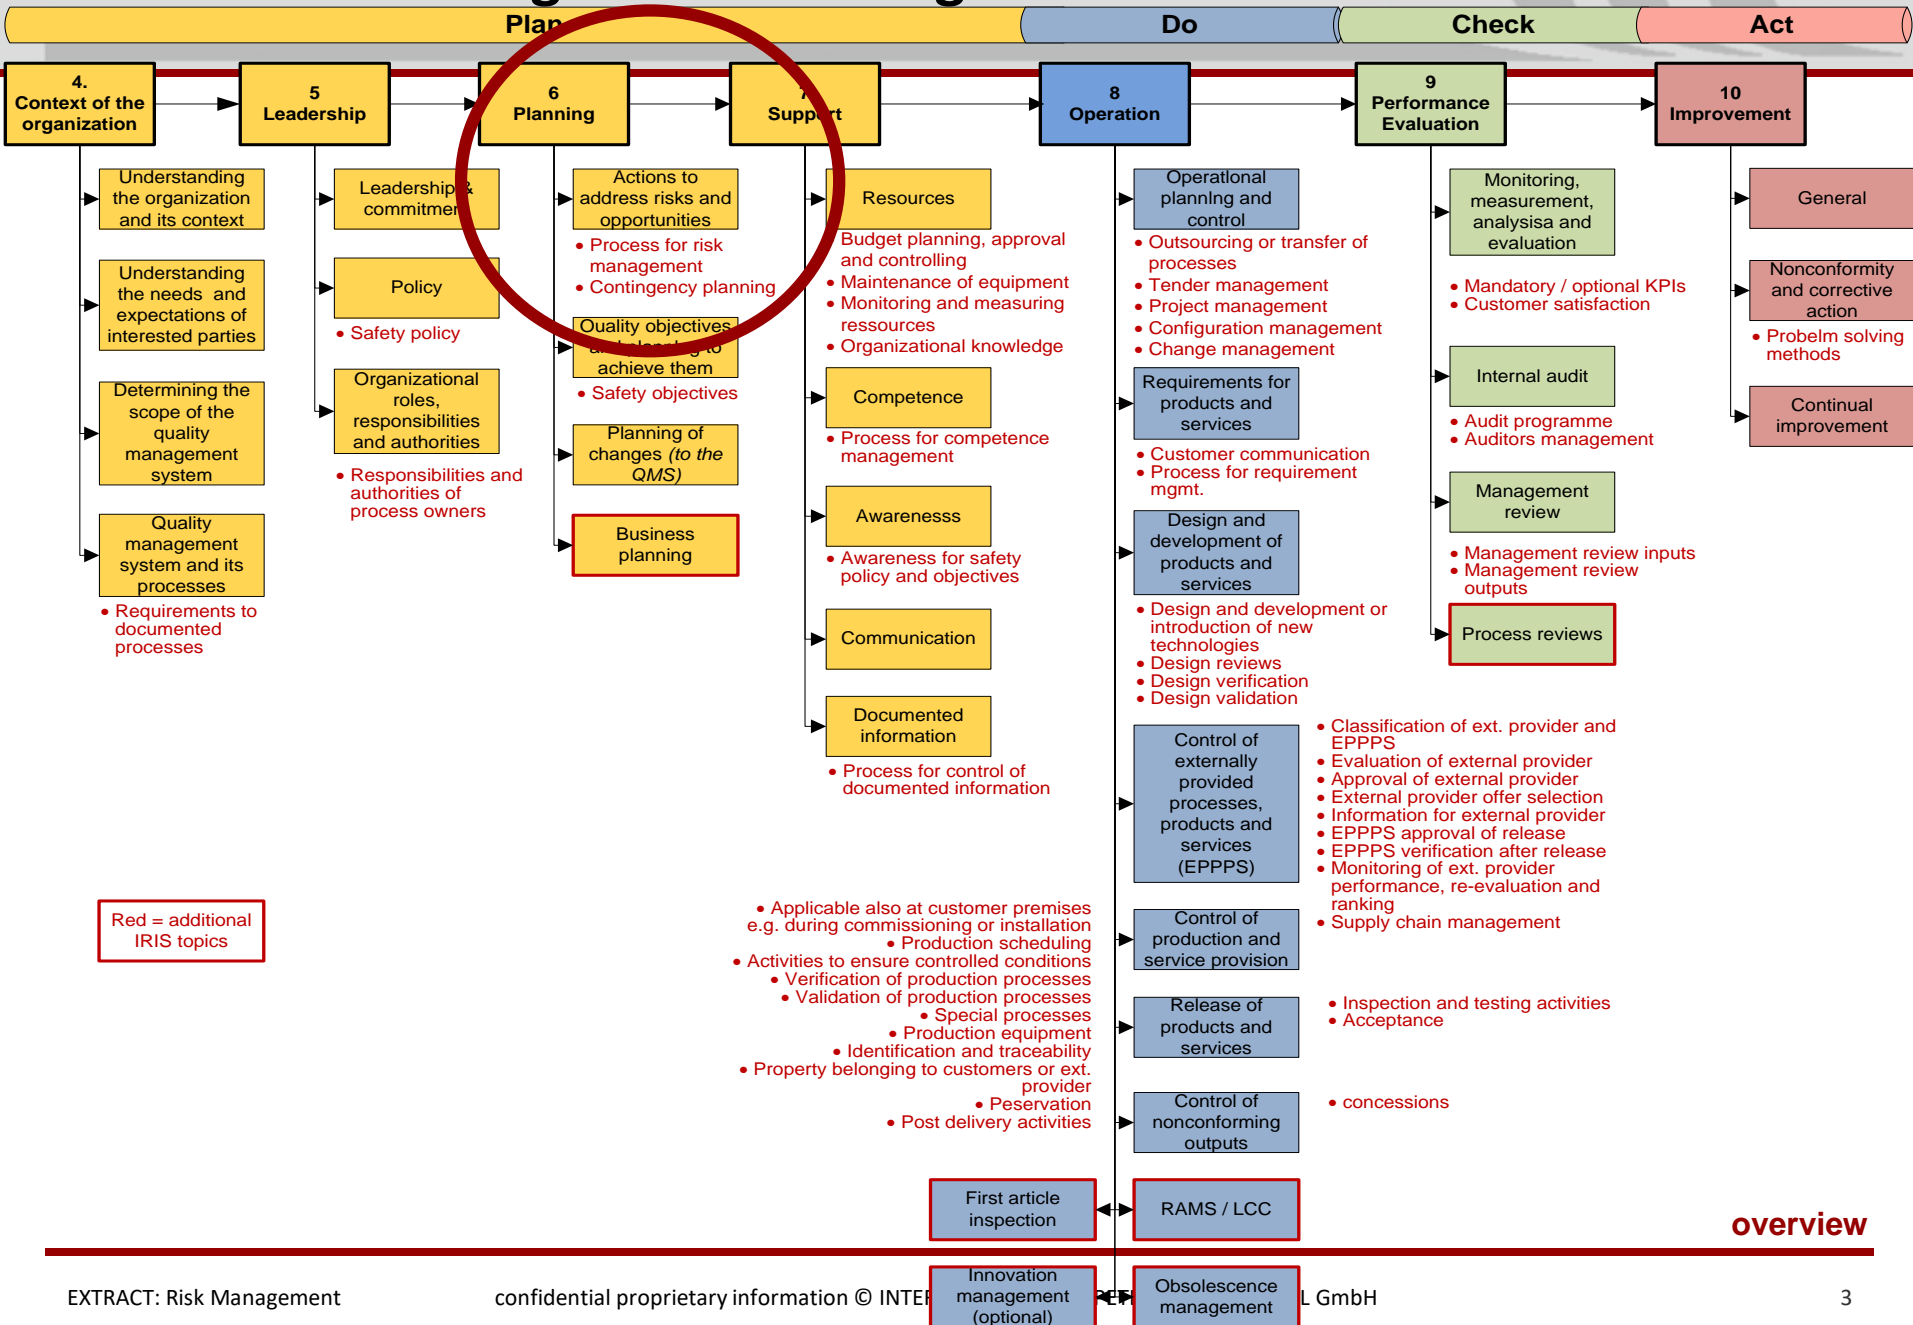 Plan
Do
Check
Act
4.
Context of the
organization
5
Leadership
6
Planning
7
Support
8
Operation
9
Performance
Evaluation
10
Improvement
Understanding
the organization
and its context
Understanding
the needs and
expectations of
interested parties
Determining the
scope of the
quality
management
system
Quality
management
system and its
processes
• Requirements to
documented
processes
Leadership &
commitment
Policy
• Safety policy
Organizational
roles,
responsibilities
and authorities
• Responsibilities and
authorities of
process owners
Actions to
address risks and
opportunities
• Process for risk
management
• Contingency planning
Quality objectives
and planning to
achieve them
• Safety objectives
Planning of
changes (to the
QMS)
Business
planning
Resources
Budget planning, approval
and controlling
• Maintenance of equipment
• Monitoring and measuring
ressources
• Organizational knowledge
Competence
• Process for competence
management
Awarenesss
• Awareness for safety
policy and objectives
Communication
Documented
information
• Process for control of
documented information
Operational
planning and
control
• Outsourcing or transfer of
processes
• Tender management
• Project management
• Configuration management
• Change management
Requirements for
products and
services
• Customer communication
• Process for requirement
mgmt.
Design and
development of
products and
services
• Design and development or
introduction of new
technologies
• Design reviews
• Design verification
• Design validation
Control of
externally
provided
processes,
products and
services
(EPPPS)
• Classification of ext. provider and
EPPPS
• Evaluation of external provider
• Approval of external provider
• External provider offer selection
• Information for external provider
• EPPPS approval of release
• EPPPS verification after release
• Monitoring of ext. provider
performance, re-evaluation and
ranking
• Supply chain management
Control of
production and
service provision
• Applicable also at customer premises
e.g. during commissioning or installation
• Production scheduling
• Activities to ensure controlled conditions
• Verification of production processes
• Validation of production processes
• Special processes
• Production equipment
• Identification and traceability
• Property belonging to customers or ext.
provider
• Peservation
• Post delivery activities
Release of
products and
services
• Inspection and testing activities
• Acceptance
Control of
nonconforming
outputs
• concessions
First article
inspection
RAMS / LCC
Innovation
management
(optional)
Obsolescence
management
Monitoring,
measurement,
analysisa and
evaluation
• Mandatory / optional KPIs
• Customer satisfaction
Internal audit
• Audit programme
• Auditors management
Management
review
• Management review inputs
• Management review
outputs
Process reviews
General
Nonconformity
and corrective
action
• Probelm solving
methods
Continual
improvement
Red = additional
IRIS topics
overview
EXTRACT: Risk Management
confidential proprietary information © INTER L GmbH
3